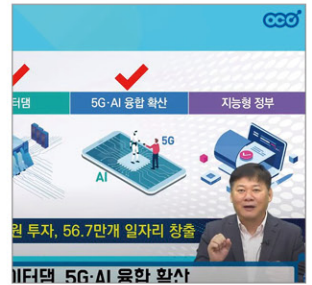 oco
터댐
5G·AI 융합 확산
지능형 정부
5G
AI
원 투자, 56.7만개 일자리 창출
이터댐 5G·AI 융합 확산